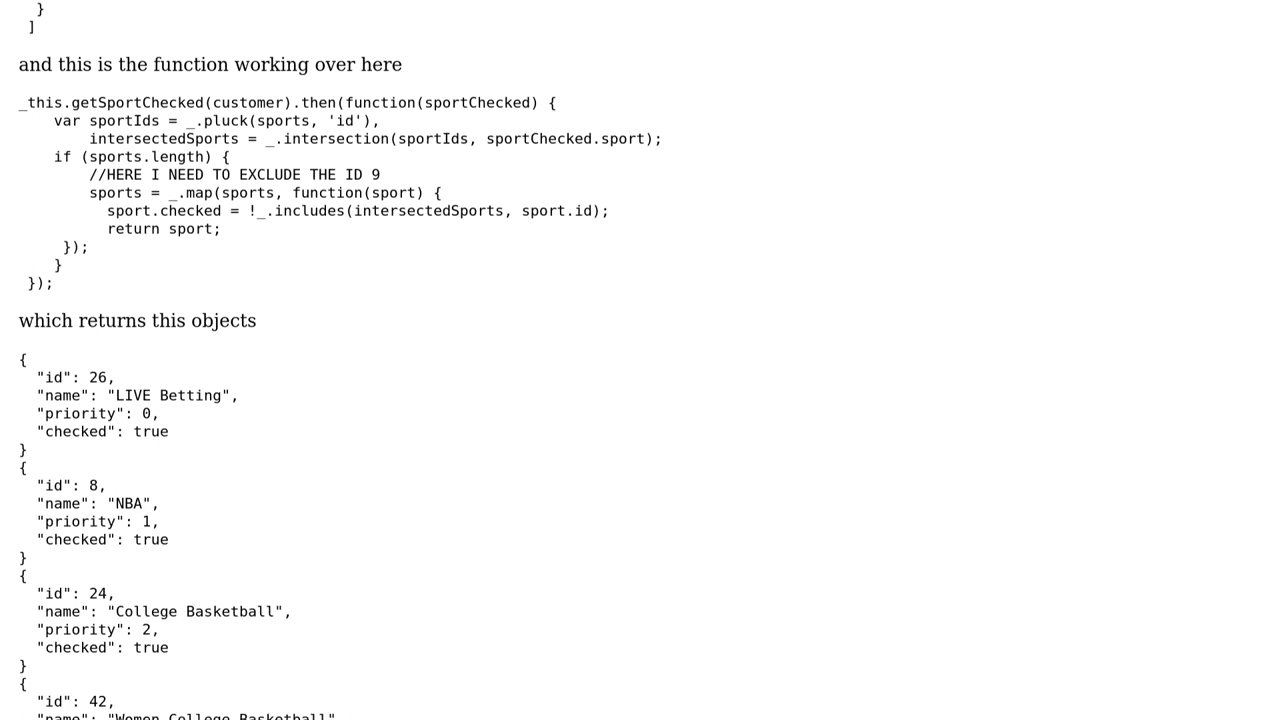 }
]
and this is the function working over here
_this.getSportChecked(customer).then(function(sportChecked) {
var sportIds = _.pluck(sports, 'id'),
intersectedSports = _.intersection(sportIds, sportChecked.sport);
if (sports.length) {
//HERE I NEED TO EXCLUDE THE ID 9
sports = _.map(sports, function(sport) {
sport.checked = !_.includes(intersectedSports, sport.id);
return sport;
});
}
});
which returns this objects
{
"id": 26,
"name": "LIVE Betting",
"priority": 0,
"checked": true
}
{
"id": 8,
"name": "NBA",
"priority": 1,
"checked": true
}
{
"id": 24,
"name": "College Basketball",
"priority": 2,
"checked": true
}
{
"id": 42,
"name": "Women College Basketball"